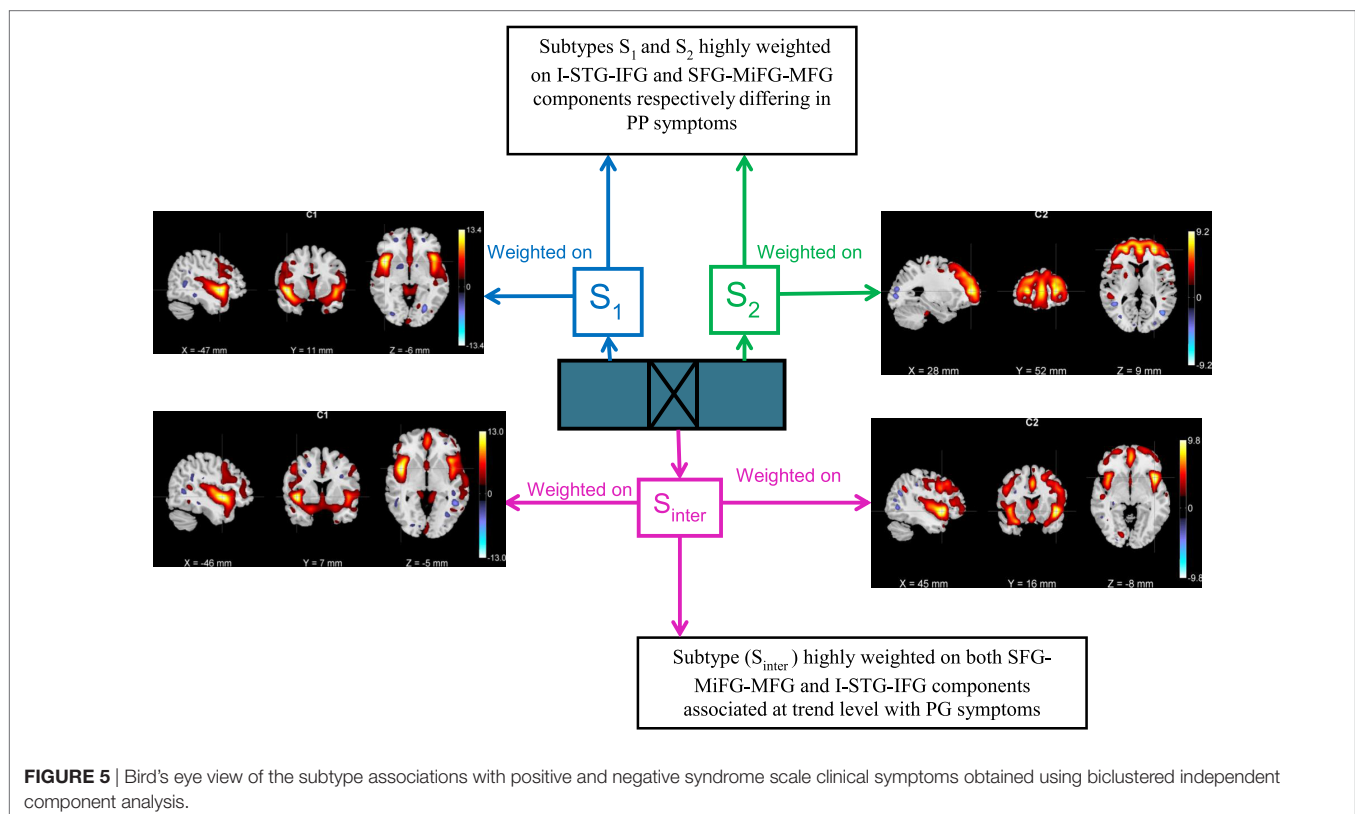 Subtypes S1 and S2 highly weighted
on I-STG-IFG and SFG-MiFG-MFG
components respectively differing in
PP symptoms
C1
13.4
0
-13.4
X = -47 mm
Y = 11 mm
Z = -6 mm
Weighted on
S1
Weighted on
S2
C2
9.2
0
-9.2
X = 28 mm
Y = 52 mm
Z = 9 mm
C1
13.0
0
-13.0
X = -46 mm
Y = 7 mm
Z = -5 mm
Weighted on
Sinter
Weighted on
C2
9.8
0
-9.8
X = 45 mm
Y = 16 mm
Z = -8 mm
Subtype (Sinter) highly weighted on both SFG-
MiFG-MFG and I-STG-IFG components
associated at trend level with PG symptoms
FIGURE 5 | Bird's eye view of the subtype associations with positive and negative syndrome scale clinical symptoms obtained using biclustered independent
component analysis.